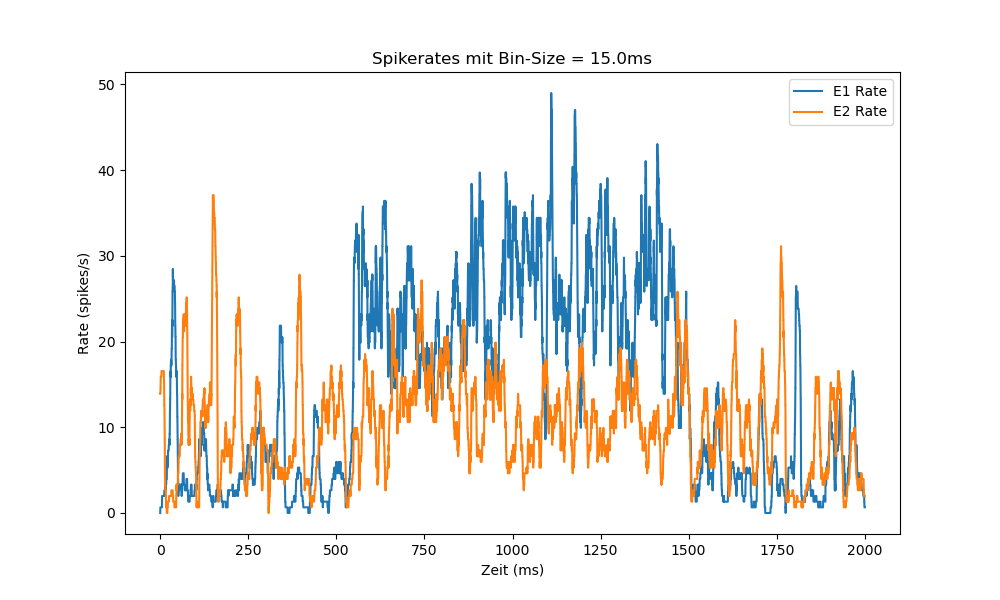 Spikerates mit Bin-Size = 15.0ms
E1 Rate
E2 Rate
Rate (spikes/s)
50
40
30
20
10
0
0 250 500 750 1000 1250 1500 1750 2000
Zeit (ms)